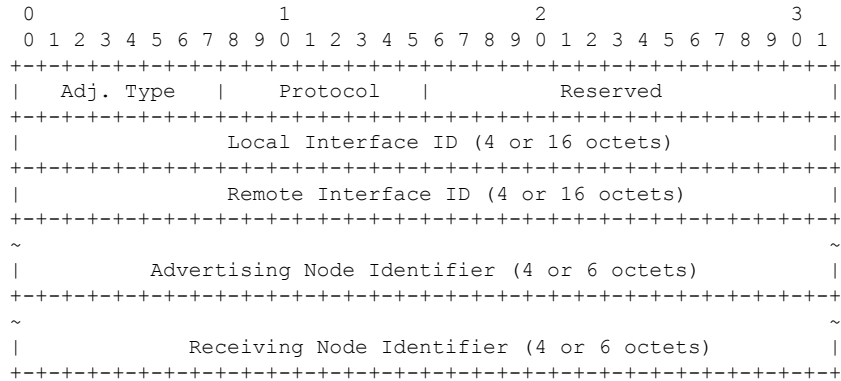 0                   1                   2                   3
 0 1 2 3 4 5 6 7 8 9 0 1 2 3 4 5 6 7 8 9 0 1 2 3 4 5 6 7 8 9 0 1
+-+-+-+-+-+-+-+-+-+-+-+-+-+-+-+-+-+-+-+-+-+-+-+-+-+-+-+-+-+-+-+-+
|   Adj. Type   |    Protocol   |          Reserved             |
+-+-+-+-+-+-+-+-+-+-+-+-+-+-+-+-+-+-+-+-+-+-+-+-+-+-+-+-+-+-+-+-+
|                Local Interface ID (4 or 16 octets)            |
+-+-+-+-+-+-+-+-+-+-+-+-+-+-+-+-+-+-+-+-+-+-+-+-+-+-+-+-+-+-+-+-+
|                Remote Interface ID (4 or 16 octets)           |
+-+-+-+-+-+-+-+-+-+-+-+-+-+-+-+-+-+-+-+-+-+-+-+-+-+-+-+-+-+-+-+-+
~                                                               ~
|          Advertising Node Identifier (4 or 6 octets)          |
+-+-+-+-+-+-+-+-+-+-+-+-+-+-+-+-+-+-+-+-+-+-+-+-+-+-+-+-+-+-+-+-+
~                                                               ~
|             Receiving Node Identifier (4 or 6 octets)         |
+-+-+-+-+-+-+-+-+-+-+-+-+-+-+-+-+-+-+-+-+-+-+-+-+-+-+-+-+-+-+-+-+